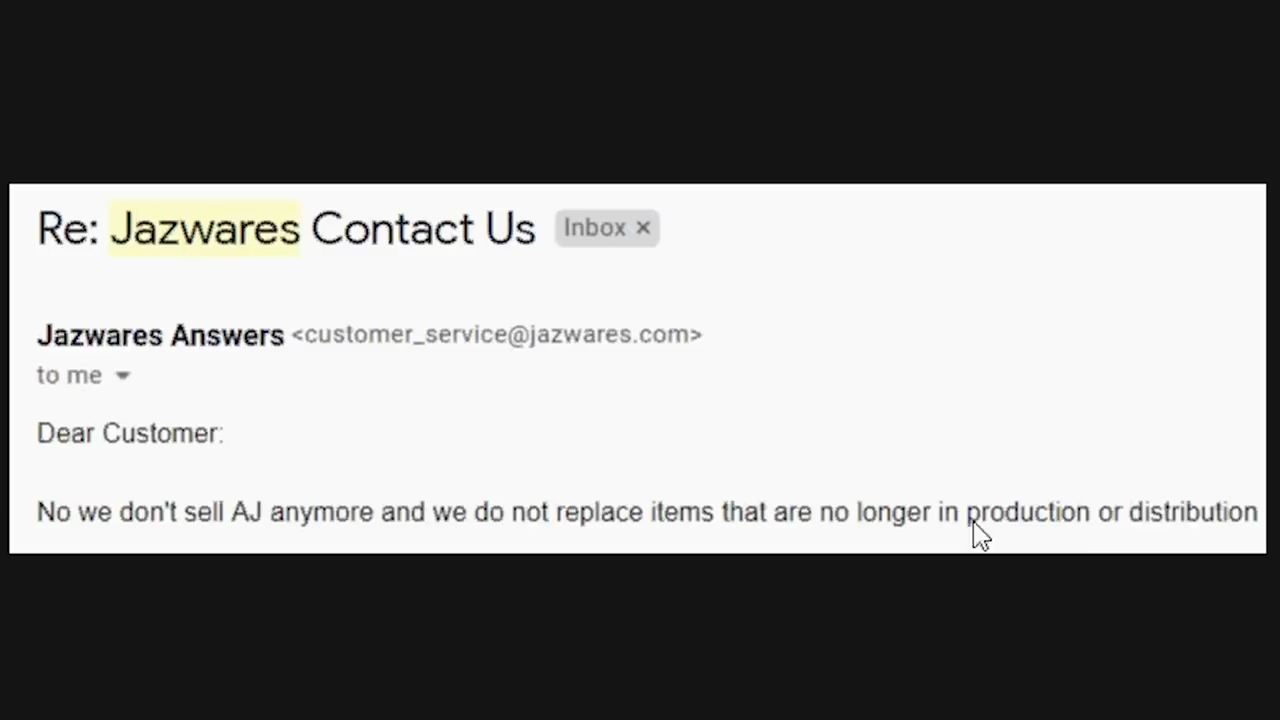 Re: Jazwares Contact Us Inbox ×
Jazwares Answers <customer_service@jazwares.com>
to me
Dear Customer:
No we don't sell AJ anymore and we do not replace items that are no longer in production or distribution